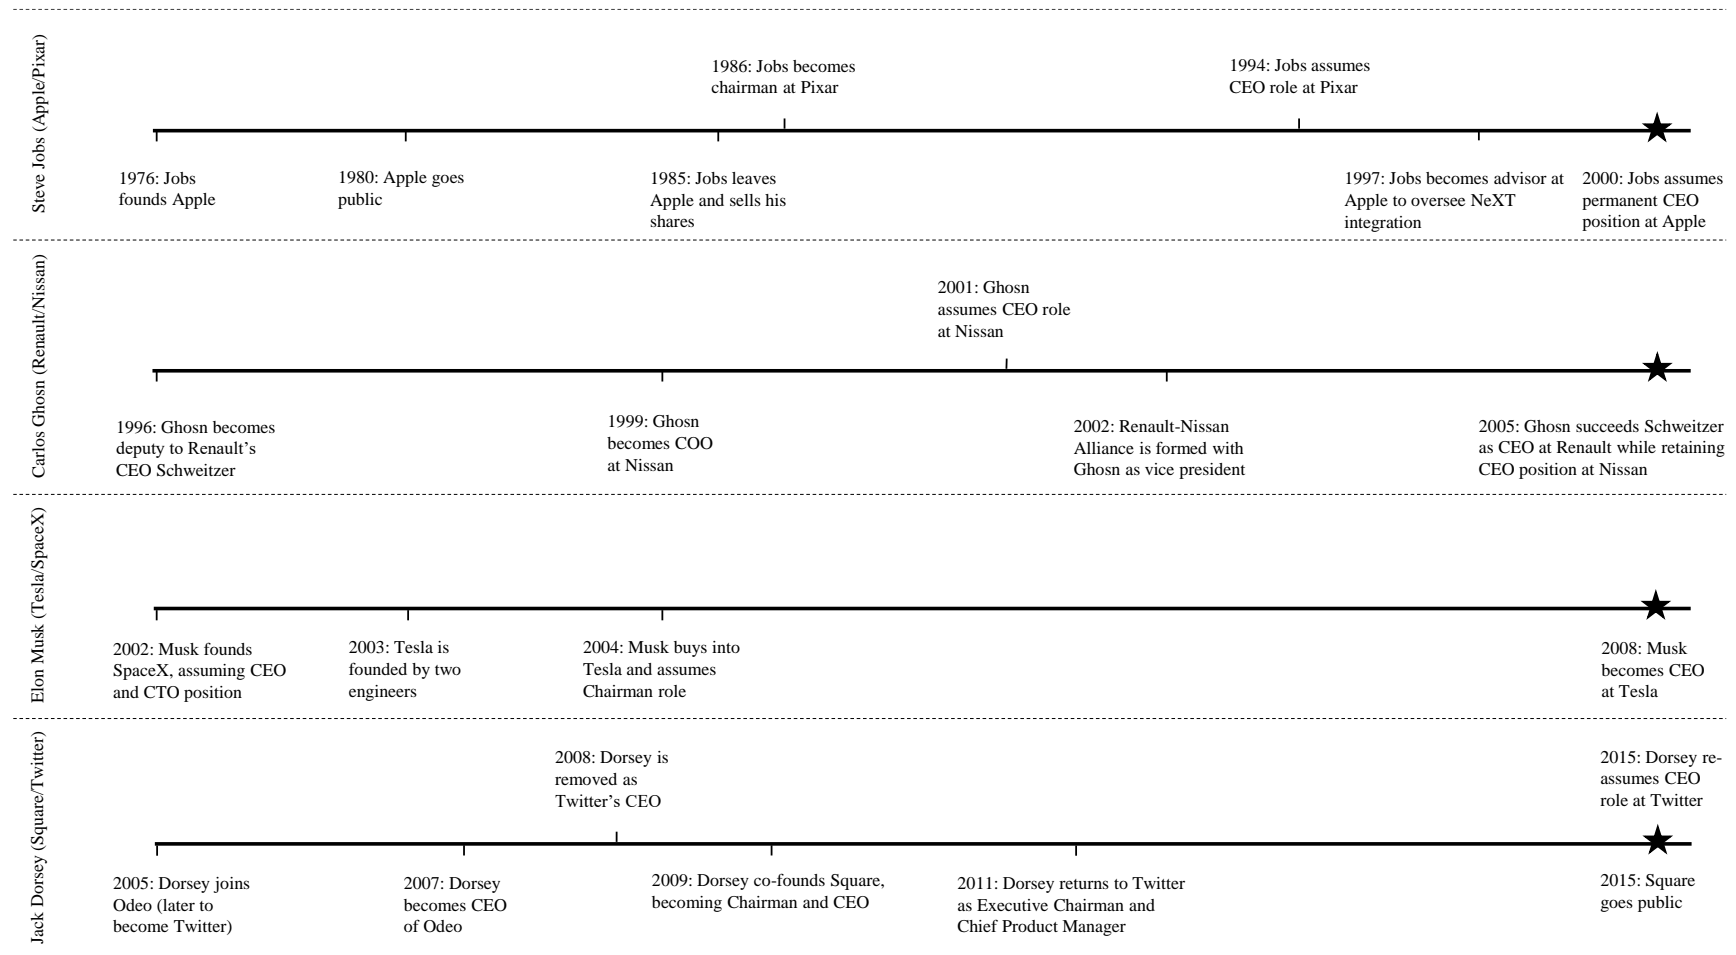 Steve Jobs (Apple/Pixar)
1986: Jobs becomes
chairman at Pixar
1994: Jobs assumes
CEO role at Pixar
1976: Jobs
founds Apple
1980: Apple goes
public
1985: Jobs leaves
Apple and sells his
shares
1997: Jobs becomes advisor at
Apple to oversee NeXT
integration
2000: Jobs assumes
permanent CEO
position at Apple
Carlos Ghosn (Renault/Nissan)
2001: Ghosn
assumes CEO role
at Nissan
1996: Ghosn becomes
deputy to Renault’s
CEO Schweitzer
1999: Ghosn
becomes COO
at Nissan
2002: Renault-Nissan
Alliance is formed with
Ghosn as vice president
2005: Ghosn succeeds Schweitzer
as CEO at Renault while retaining
CEO position at Nissan
Elon Musk (Tesla/SpaceX)
2002: Musk founds
SpaceX, assuming CEO
and CTO position
2003: Tesla is
founded by two
engineers
2004: Musk buys into
Tesla and assumes
Chairman role
2008: Musk
becomes CEO
at Tesla
Jack Dorsey (Square/Twitter)
2008: Dorsey is
removed as
Twitter’s CEO
2015: Dorsey re-
assumes CEO
role at Twitter
2005: Dorsey joins
Odeo (later to
become Twitter)
2007: Dorsey
becomes CEO
of Odeo
2009: Dorsey co-founds Square,
becoming Chairman and CEO
2011: Dorsey returns to Twitter
as Executive Chairman and
Chief Product Manager
2015: Square
goes public